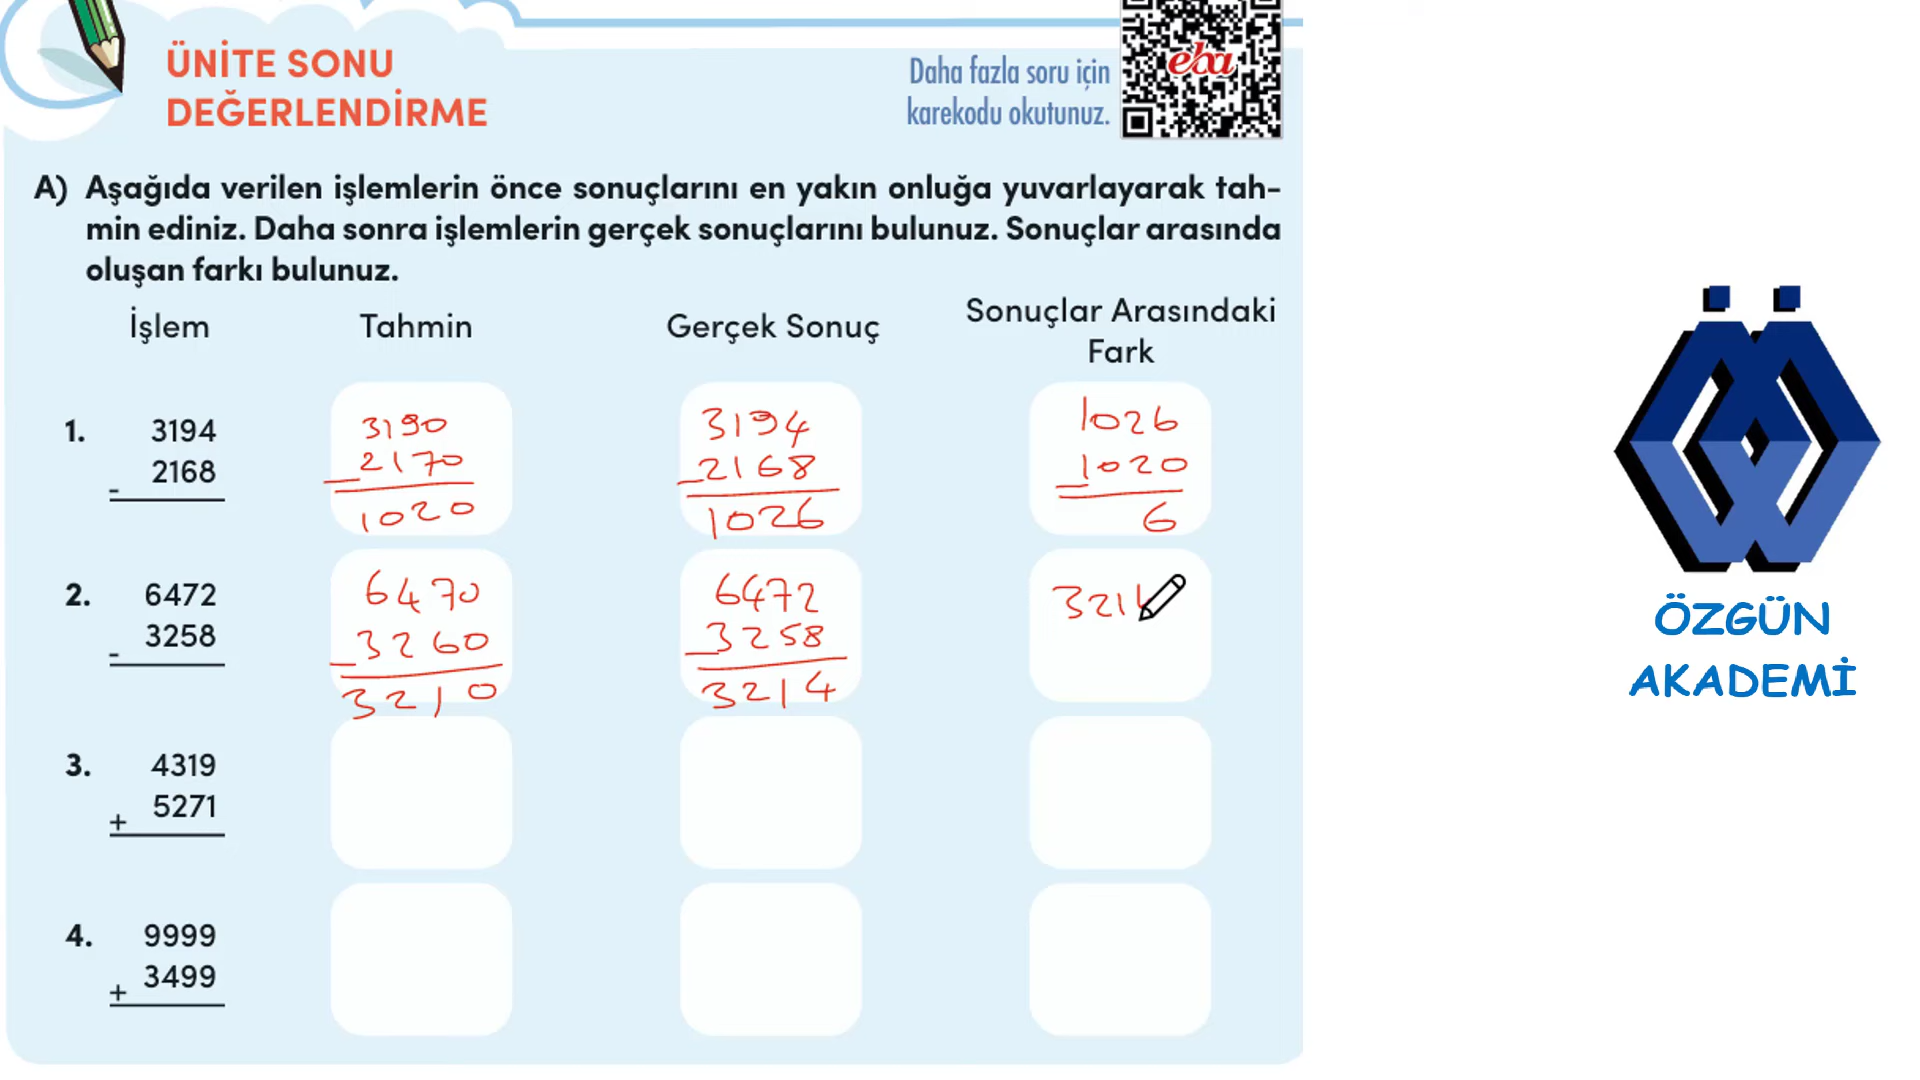 ÜNİTE SONU
DEĞERLENDİRME
Daha fazla soru için
karekodu okutunuz.
eba
A) Aşağıda verilen işlemlerin önce sonuçlarını en yakın onluğa yuvarlayarak tah-
min ediniz. Daha sonra işlemlerin gerçek sonuçlarını bulunuz. Sonuçlar arasında
oluşan farkı bulunuz.
İşlem Tahmin Gerçek Sonuç Sonuçlar Arasındaki
Fark
1. 3194 3190 3194 1026
- 2168 - 2170 - 2168 - 1020
1020 1026 6
2. 6472 6470 6472 321
- 3258 - 3260 - 3258
3210 3214
3. 4319
+ 5271
4. 9999
+ 3499
ÖZGÜN
AKADEMİ